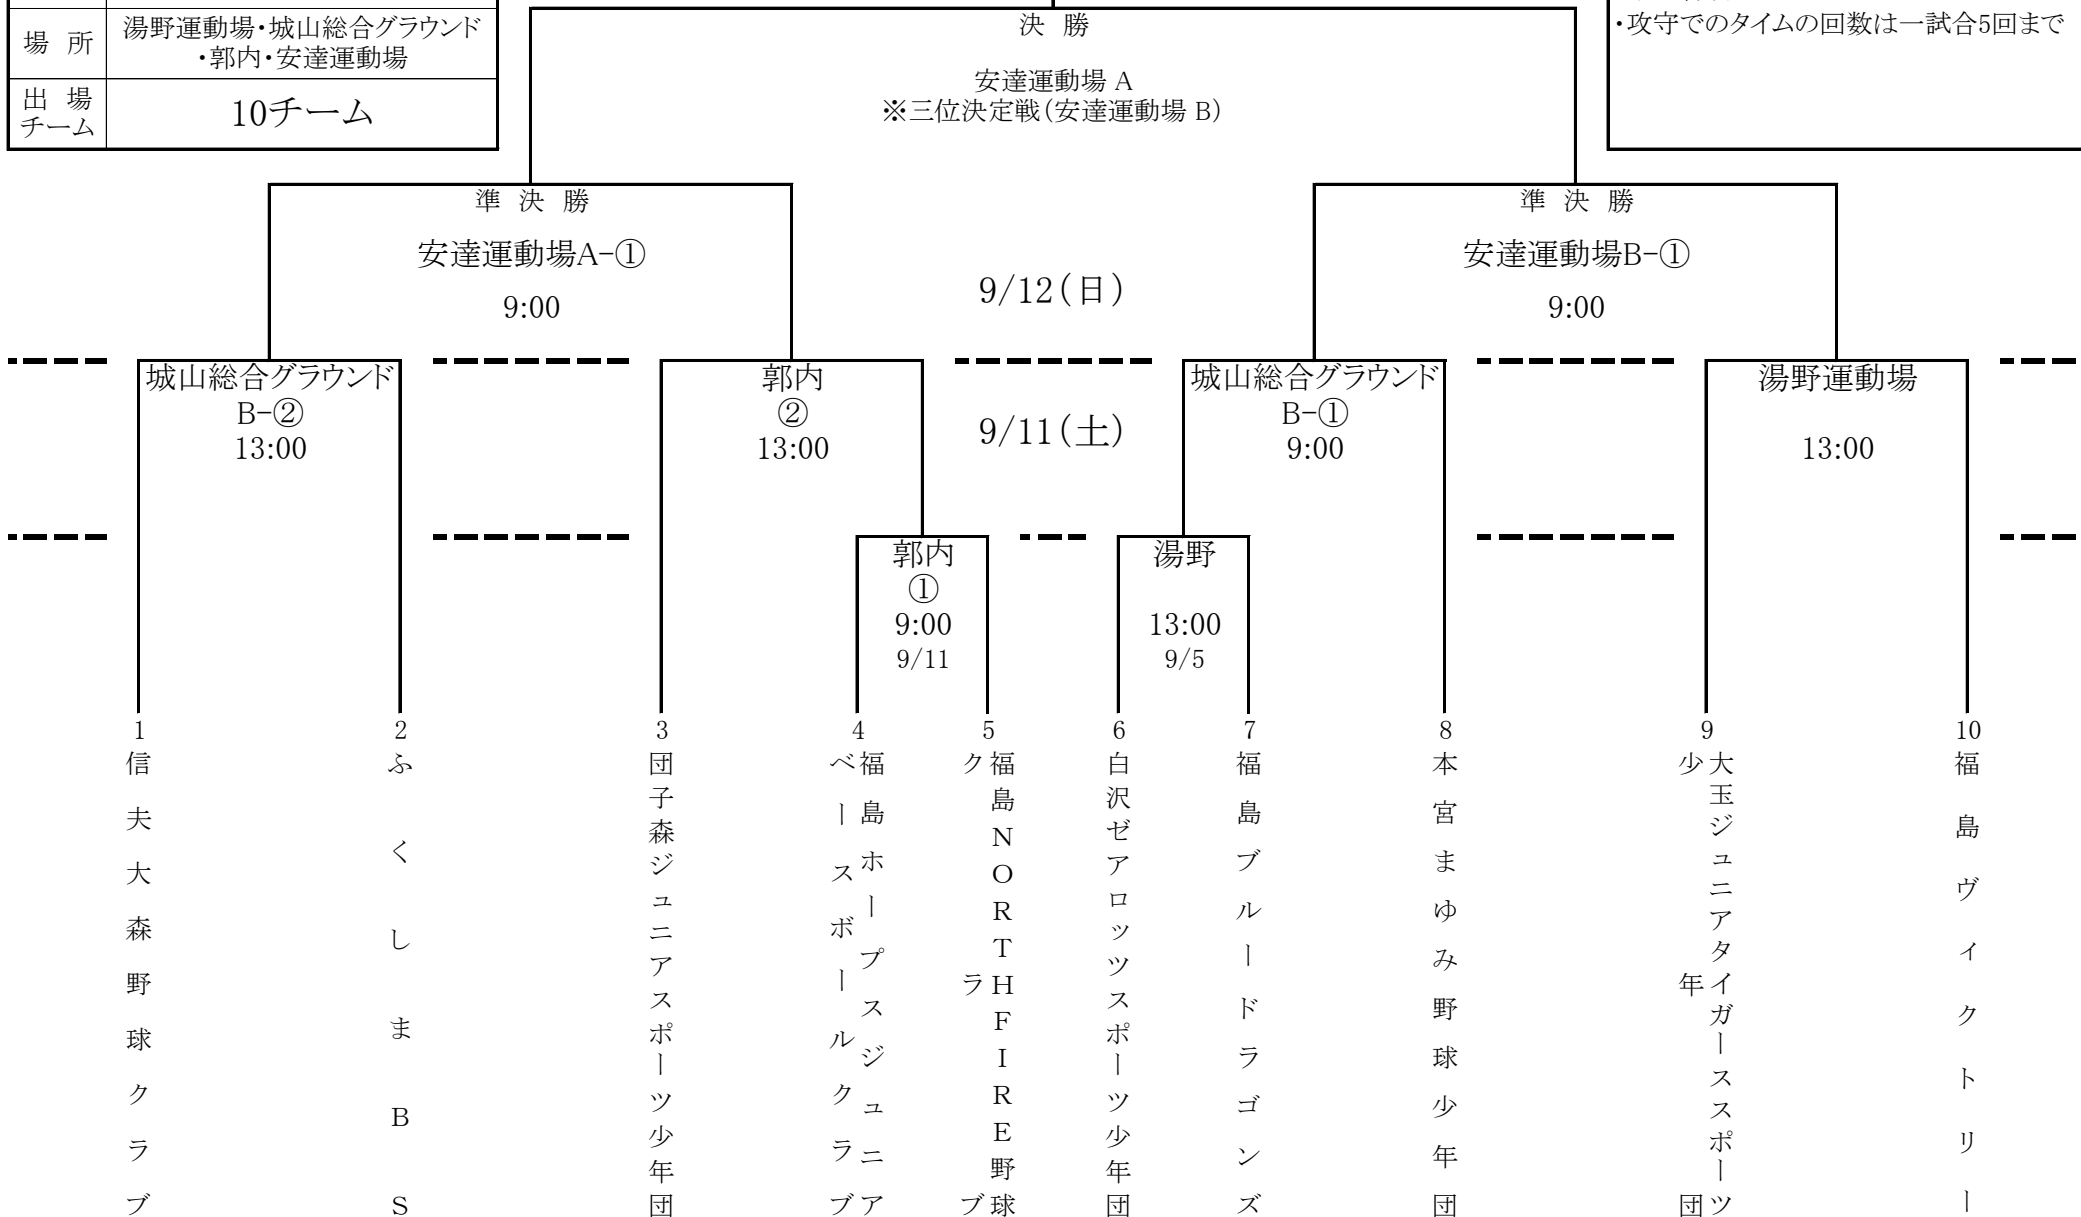 場 所
湯野運動場・城山総合グラウンド
・郭内・安達運動場
出 場
チーム
10チーム
決 勝
安達運動場 A
※三位決定戦(安達運動場 B)
・攻守でのタイムの回数は一試合5回まで
準 決 勝
安達運動場A-①
9:00
9/12(日)
準 決 勝
安達運動場B-①
9:00
城山総合グラウンド
B-②
13:00
郭内
②
13:00
9/11(土)
城山総合グラウンド
B-①
9:00
湯野運動場
13:00
郭内
①
9:00
9/11
湯野
13:00
9/5
1
信夫大森野球クラブ
2
ふくしまBS
3
団子森ジュニアスポーツ少年団
4
福島ホープスジュニア
ベースボールクラブ
5
福島NORTHFIRE野球
クラブ
6
白沢ゼアロッツスポーツ少年団
7
福島ブルードラゴンズ
8
本宮まゆみ野球少年団
9
大玉ジュニアタイガーススポーツ
少年団
10
福島ヴィクトリー